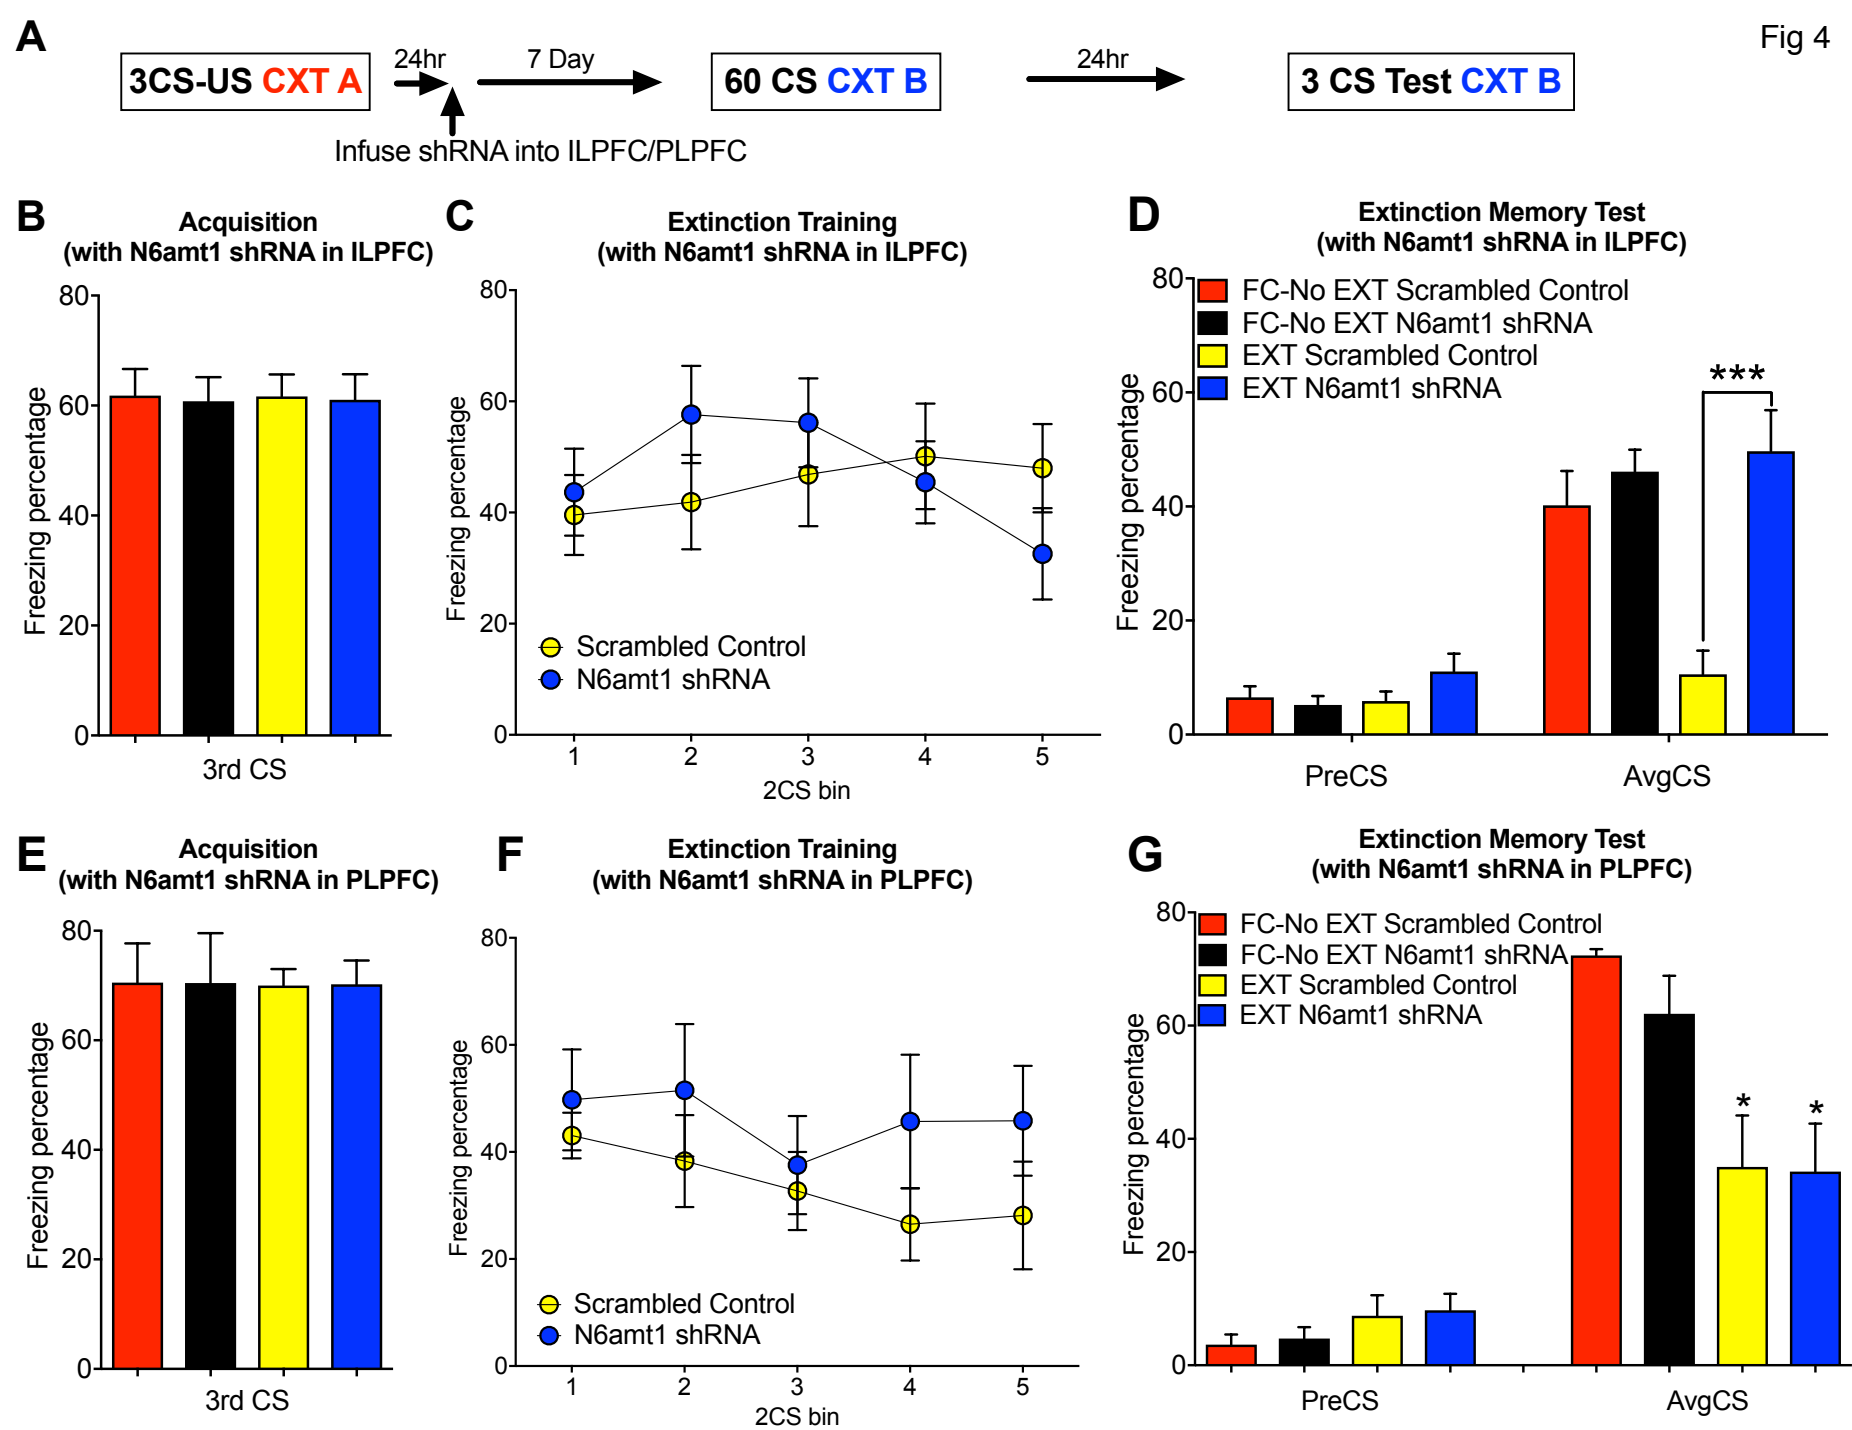 A
Fig 4
3CS-US CXT A
24hr
7 Day
60 CS CXT B
24hr
3 CS Test CXT B
Infuse shRNA into ILPFC/PLPFC
B
Acquisition
(with N6amt1 shRNA in ILPFC)
Freezing percentage
80
60
40
20
0
3rd CS
C
Extinction Training
(with N6amt1 shRNA in ILPFC)
Freezing percentage
80
60
40
20
0
Scrambled Control
N6amt1 shRNA
1 2 3 4 5
2CS bin
D
Extinction Memory Test
(with N6amt1 shRNA in ILPFC)
Freezing percentage
80
60
40
20
0
FC-No EXT Scrambled Control
FC-No EXT N6amt1 shRNA
EXT Scrambled Control
EXT N6amt1 shRNA
***
PreCS AvgCS
E
Acquisition
(with N6amt1 shRNA in PLPFC)
Freezing percentage
80
60
40
20
0
3rd CS
F
Extinction Training
(with N6amt1 shRNA in PLPFC)
Freezing percentage
80
60
40
20
0
Scrambled Control
N6amt1 shRNA
1 2 3 4 5
2CS bin
G
Extinction Memory Test
(with N6amt1 shRNA in PLPFC)
Freezing percentage
80
60
40
20
0
FC-No EXT Scrambled Control
FC-No EXT N6amt1 shRNA
EXT Scrambled Control
EXT N6amt1 shRNA
* *
PreCS AvgCS